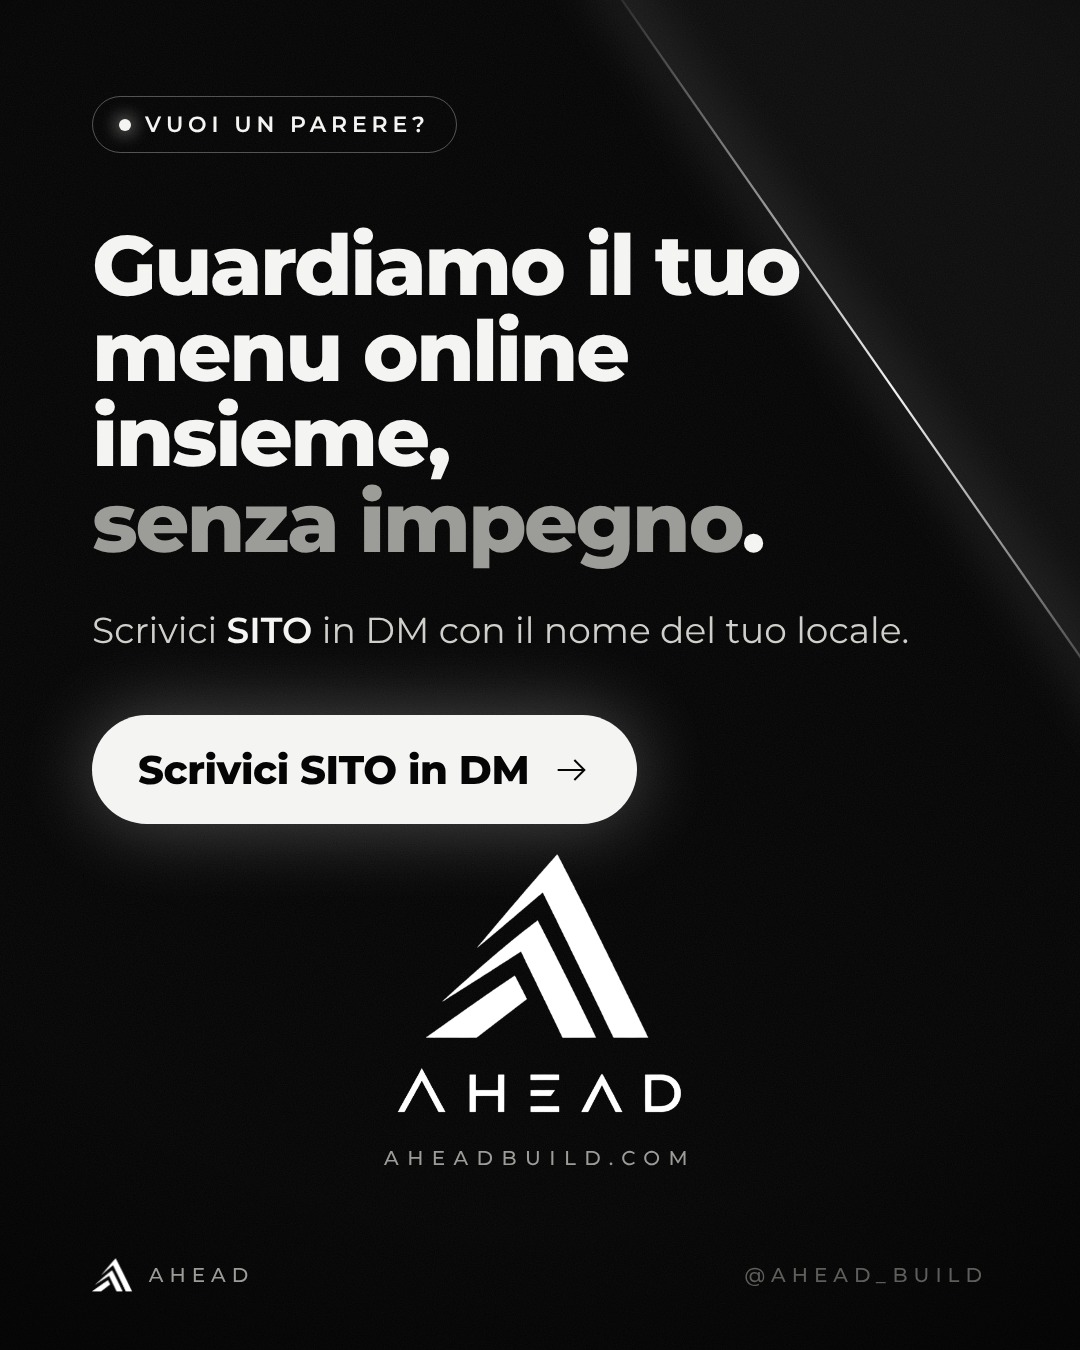 VUOI UN PARERE?
Guardiamo il tuo
menu online
insieme,
senza impegno.
Scrivici SITO in DM con il nome del tuo locale.
Scrivici SITO in DM →
AHEAD
AHEADBUILD.COM
AHEAD
@AHEAD_BUILD